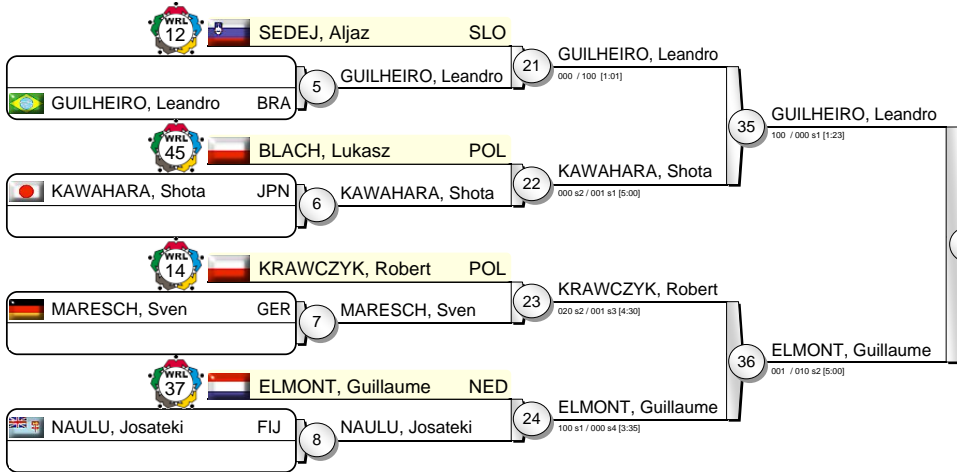 WRL
12
SEDEJ, Aljaz SLO
GUILHEIRO, Leandro BRA
5
GUILHEIRO, Leandro
21
GUILHEIRO, Leandro
000 / 100 [1:01]
WRL
45
BLACH, Lukasz POL
KAWAHARA, Shota JPN
6
KAWAHARA, Shota
22
KAWAHARA, Shota
000 s2 / 001 s1 [5:00]
35
GUILHEIRO, Leandro
100 / 000 s1 [1:23]
WRL
14
KRAWCZYK, Robert POL
MARESCH, Sven GER
7
MARESCH, Sven
23
KRAWCZYK, Robert
020 s2 / 001 s3 [4:30]
WRL
37
ELMONT, Guillaume NED
NAULU, Josateki FIJ
8
NAULU, Josateki
24
ELMONT, Guillaume
100 s1 / 000 s4 [3:35]
36
ELMONT, Guillaume
001 / 010 s2 [5:00]